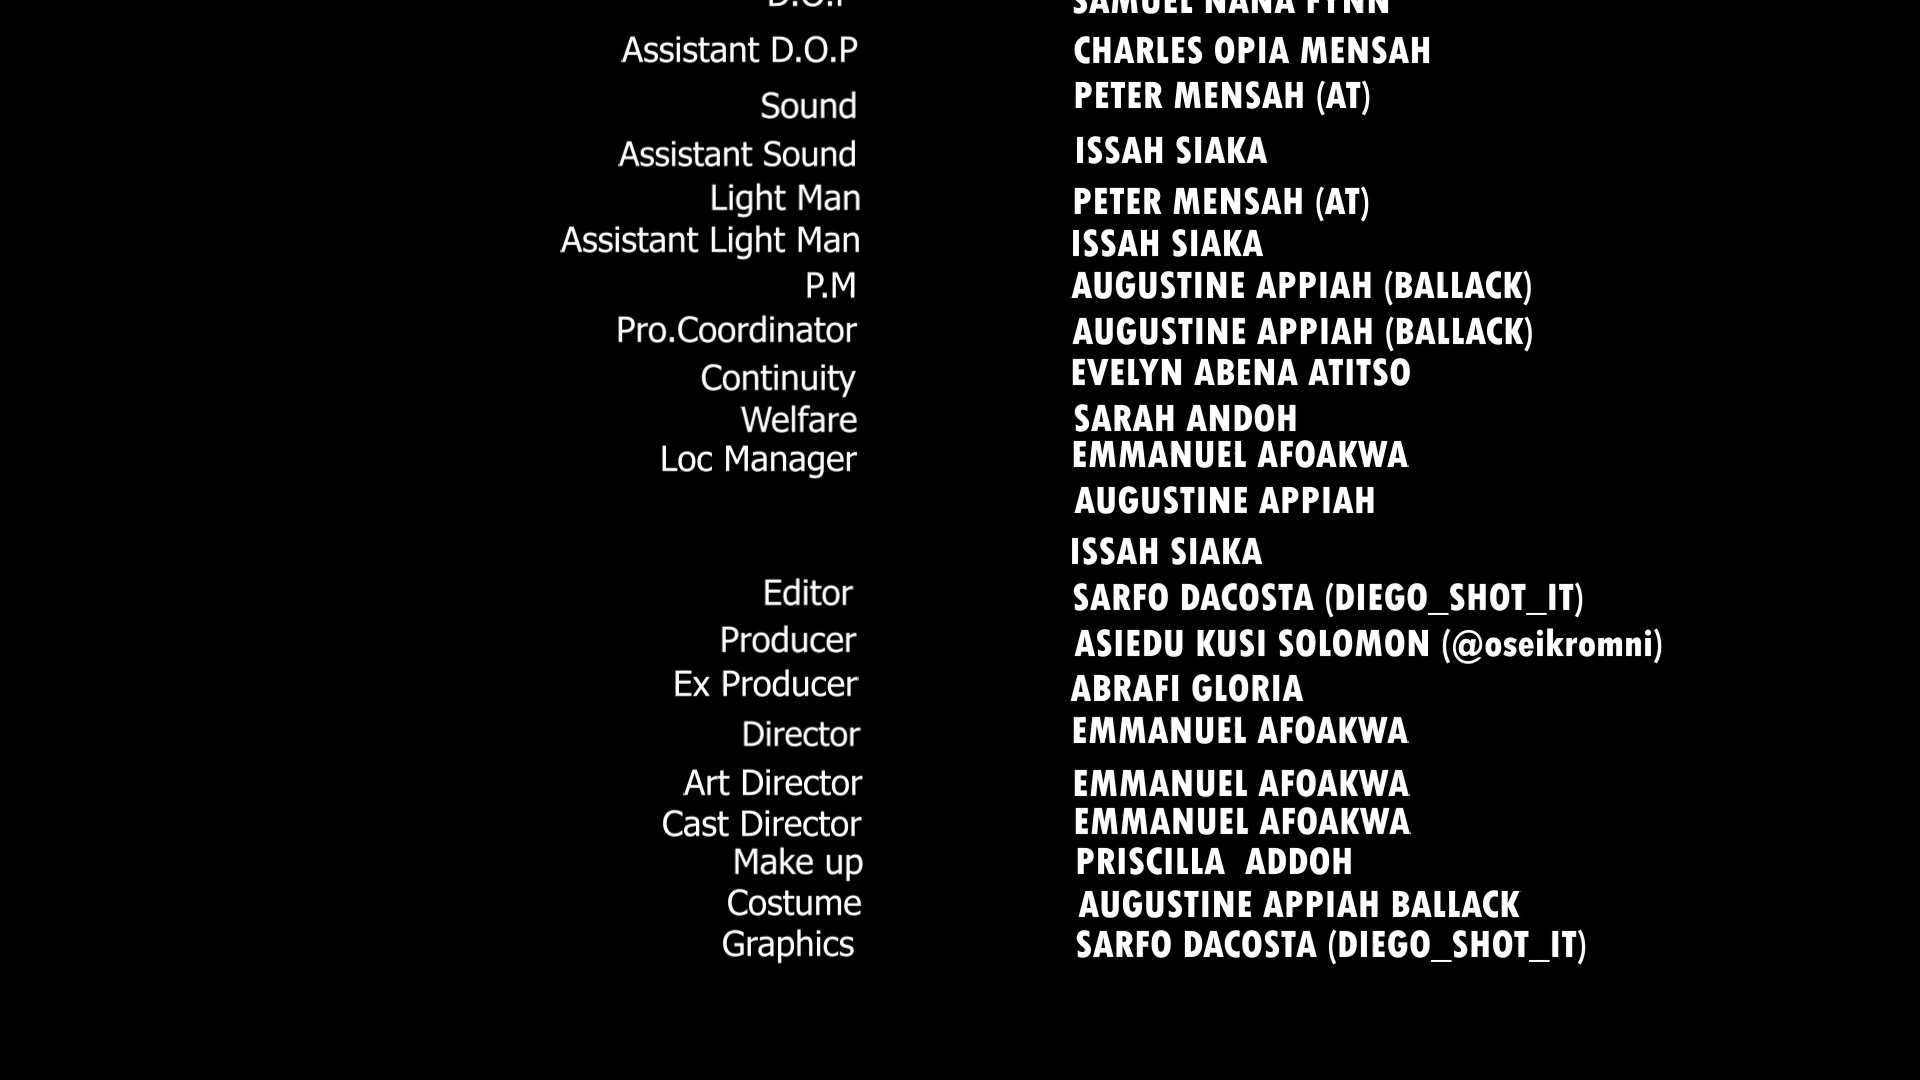 D.O.P SAMUEL NANA FYNN
Assistant D.O.P CHARLES OPIA MENSAH
Sound PETER MENSAH (AT)
Assistant Sound ISSAH SIAKA
Light Man PETER MENSAH (AT)
Assistant Light Man ISSAH SIAKA
P.M AUGUSTINE APPIAH (BALLACK)
Pro.Coordinator AUGUSTINE APPIAH (BALLACK)
Continuity EVELYN ABENA ATITSO
Welfare SARAH ANDOH
Loc Manager EMMANUEL AFOAKWA
AUGUSTINE APPIAH
ISSAH SIAKA
Editor SARFO DACOSTA (DIEGO_SHOT_IT)
Producer ASIEDU KUSI SOLOMON (@oseikromni)
Ex Producer ABRAFI GLORIA
Director EMMANUEL AFOAKWA
Art Director EMMANUEL AFOAKWA
Cast Director EMMANUEL AFOAKWA
Make up PRISCILLA  ADDOH
Costume AUGUSTINE APPIAH BALLACK
Graphics SARFO DACOSTA (DIEGO_SHOT_IT)